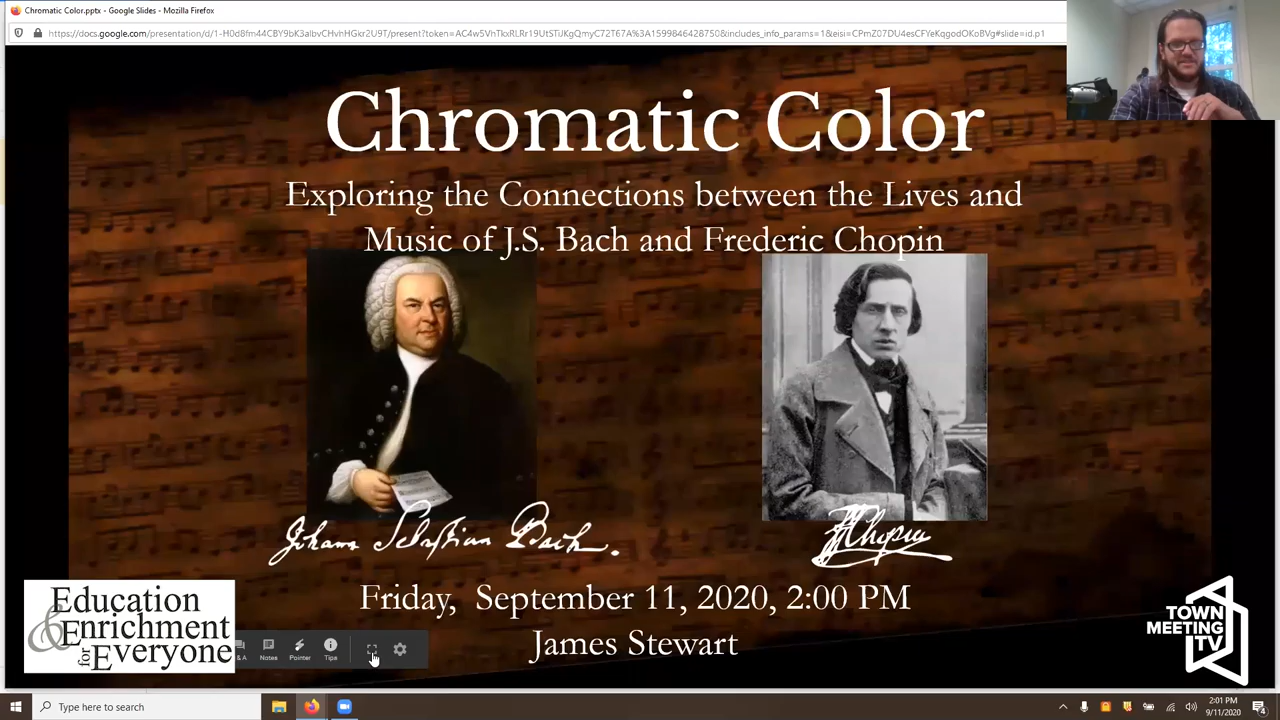 Chromatic Color.pptx - Google Slides - Mozilla Firefox
Chromatic Color
Exploring the Connections between the Lives and
Music of J.S. Bach and Frederic Chopin
Johann Sebastian Bach.
FChopin
Friday, September 11, 2020, 2:00 PM
James Stewart
Education
& Enrichment
for Everyone
Notes
Pointer
Tips
TOWN
MEETING
TV
Type here to search
2:01 PM
9/11/2020
4